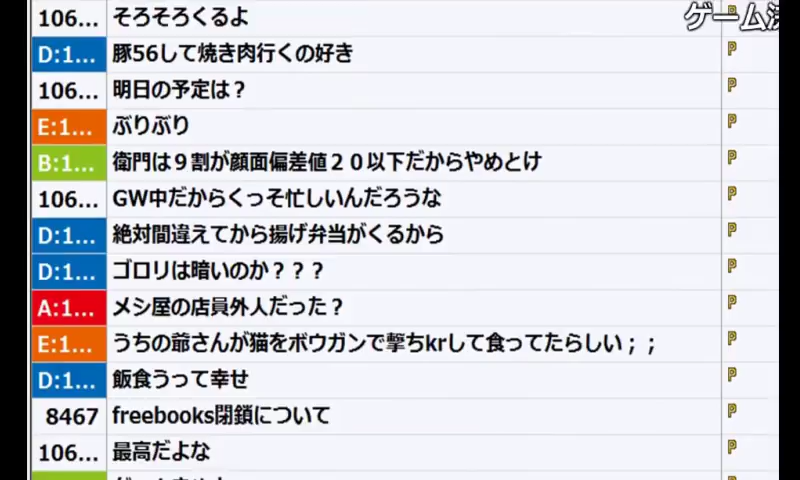 106... そろそろくるよ P
ゲーム
D:1... 豚56して焼き肉行くの好き P
106... 明日の予定は？ P
E:1... ぶりぶり P
B:1... 衛門は９割が顔面偏差値２０以下だからやめとけ P
106... GW中だからくっそ忙しいんだろうな P
D:1... 絶対間違えてから揚げ弁当がくるから P
D:1... ゴロリは暗いのか？？？ P
A:1... メシ屋の店員外人だった？ P
E:1... うちの爺さんが猫をボウガンで撃ちkrして食ってたらしい；； P
D:1... 飯食うって幸せ P
8467 freebooks閉鎖について P
106... 最高だよな P